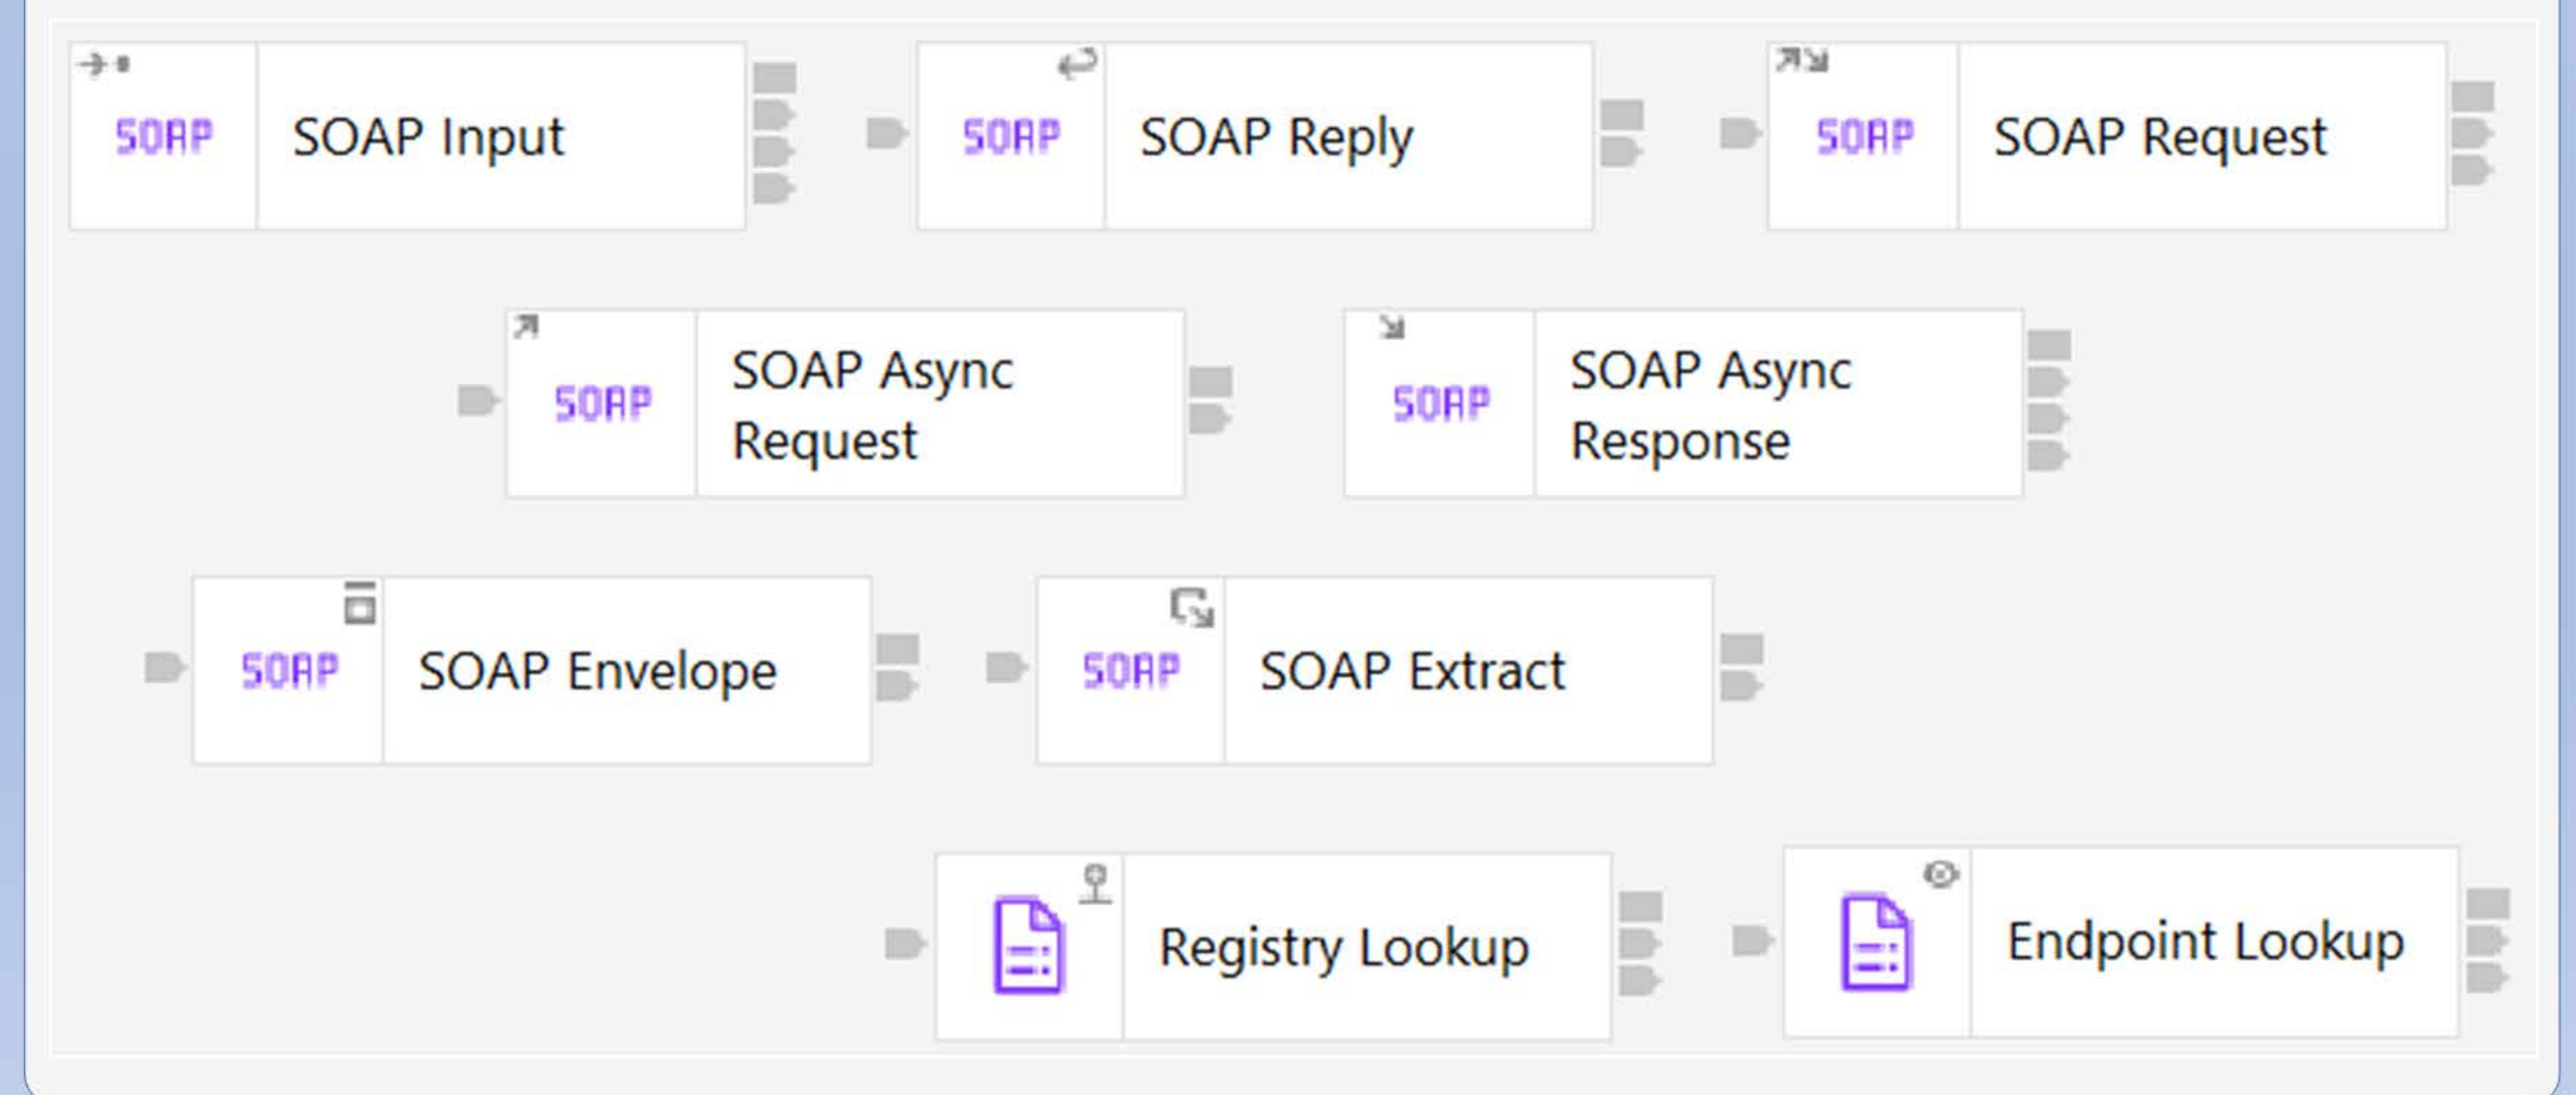 SOAP SOAP Input
SOAP SOAP Reply
SOAP SOAP Request
SOAP SOAP Async
Request
SOAP SOAP Async
Response
SOAP SOAP Envelope
SOAP SOAP Extract
Registry Lookup
Endpoint Lookup